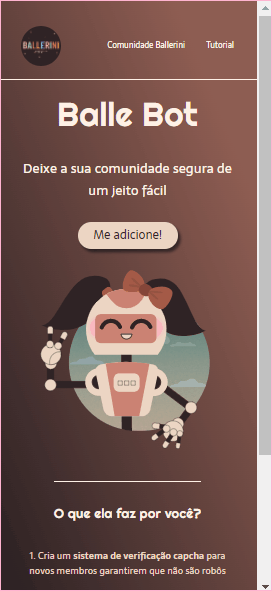 BALLERINI
Comunidade Ballerini
Tutorial
Balle Bot
Deixe a sua comunidade segura de
um jeito fácil
Me adicione!
O que ela faz por você?
1. Cria um sistema de verificação capcha para
novos membros garantirem que não são robôs